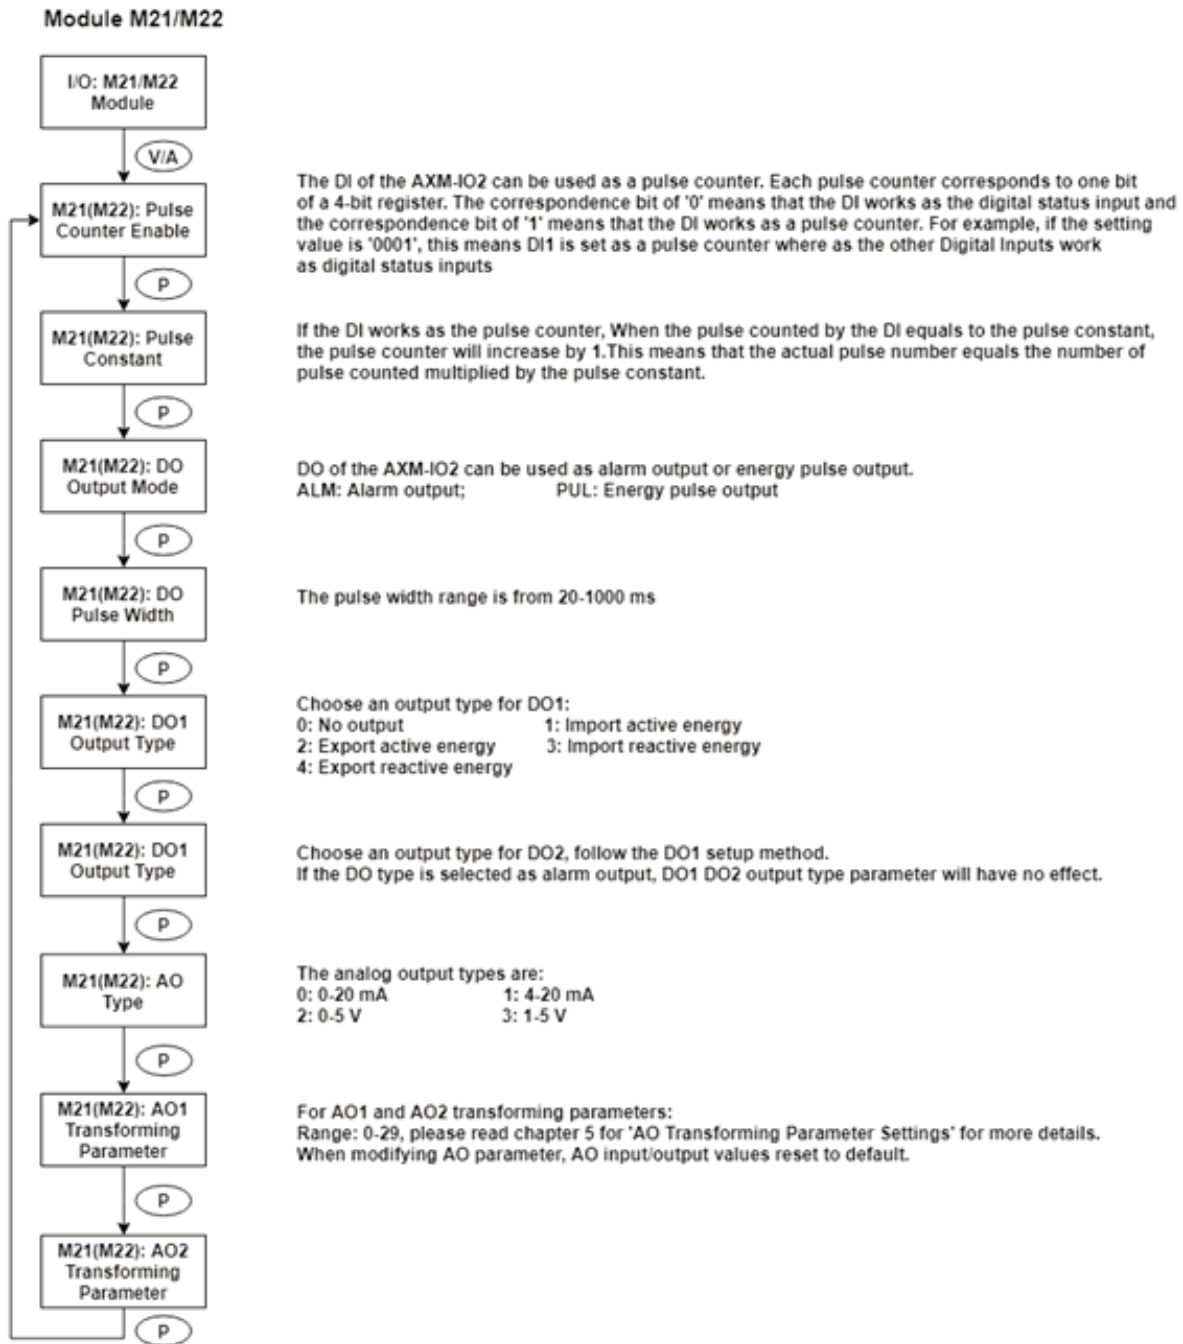 Module M21/M22
I/O: M21/M22
Module
V/A
M21(M22): Pulse
Counter Enable
The DI of the AXM-IO2 can be used as a pulse counter. Each pulse counter corresponds to one bit
of a 4-bit register. The correspondence bit of '0' means that the DI works as the digital status input and
the correspondence bit of '1' means that the DI works as a pulse counter. For example, if the setting
value is '0001', this means DI1 is set as a pulse counter where as the other Digital Inputs work
as digital status inputs
P
M21(M22): Pulse
Constant
If the DI works as the pulse counter, When the pulse counted by the DI equals to the pulse constant,
the pulse counter will increase by 1.This means that the actual pulse number equals the number of
pulse counted multiplied by the pulse constant.
P
M21(M22): DO
Output Mode
DO of the AXM-IO2 can be used as alarm output or energy pulse output.
ALM: Alarm output; PUL: Energy pulse output
P
M21(M22): DO
Pulse Width
The pulse width range is from 20-1000 ms
P
M21(M22): DO1
Output Type
Choose an output type for DO1:
0: No output 1: Import active energy
2: Export active energy 3: Import reactive energy
4: Export reactive energy
P
M21(M22): DO1
Output Type
Choose an output type for DO2, follow the DO1 setup method.
If the DO type is selected as alarm output, DO1 DO2 output type parameter will have no effect.
P
M21(M22): AO
Type
The analog output types are:
0: 0-20 mA 1: 4-20 mA
2: 0-5 V 3: 1-5 V
P
M21(M22): AO1
Transforming
Parameter
For AO1 and AO2 transforming parameters:
Range: 0-29, please read chapter 5 for 'AO Transforming Parameter Settings' for more details.
When modifying AO parameter, AO input/output values reset to default.
P
M21(M22): AO2
Transforming
Parameter
P